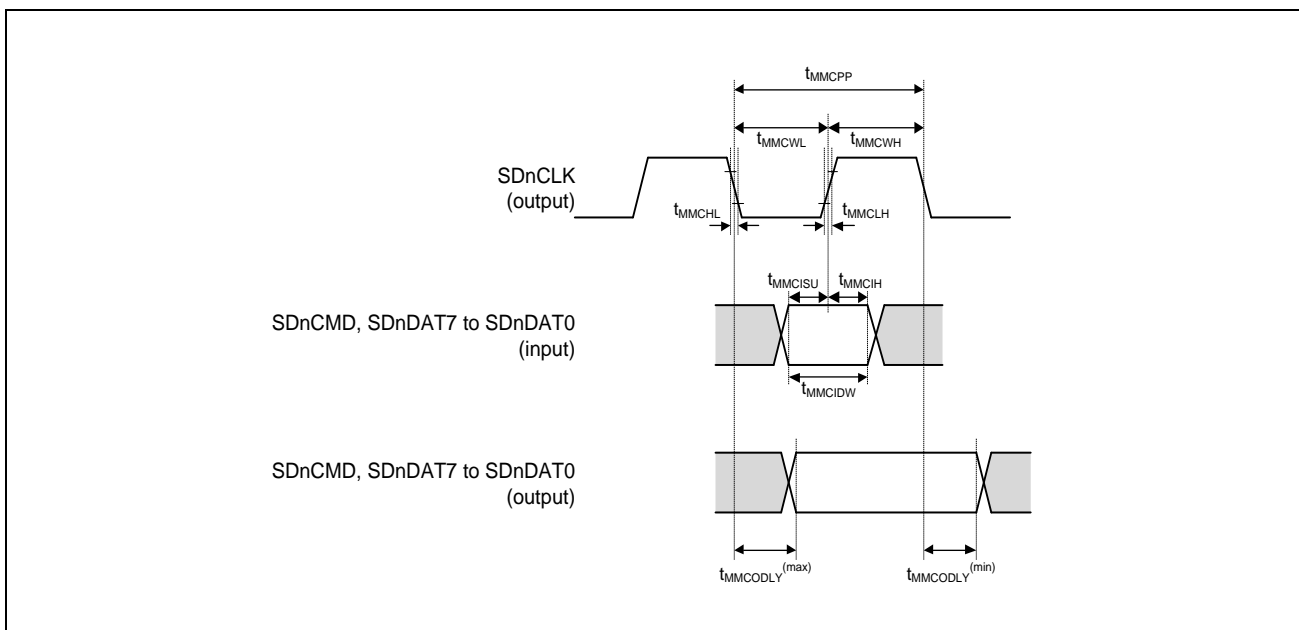 tMMCPP
tMMCWL tMMCWH
SDnCLK
(output)
tMMCHL tMMCLH
tMMCISU tMMCIH
SDnCMD, SDnDAT7 to SDnDAT0
(input)
tMMCIDW
SDnCMD, SDnDAT7 to SDnDAT0
(output)
tMMCODLY(max) tMMCODLY(min)